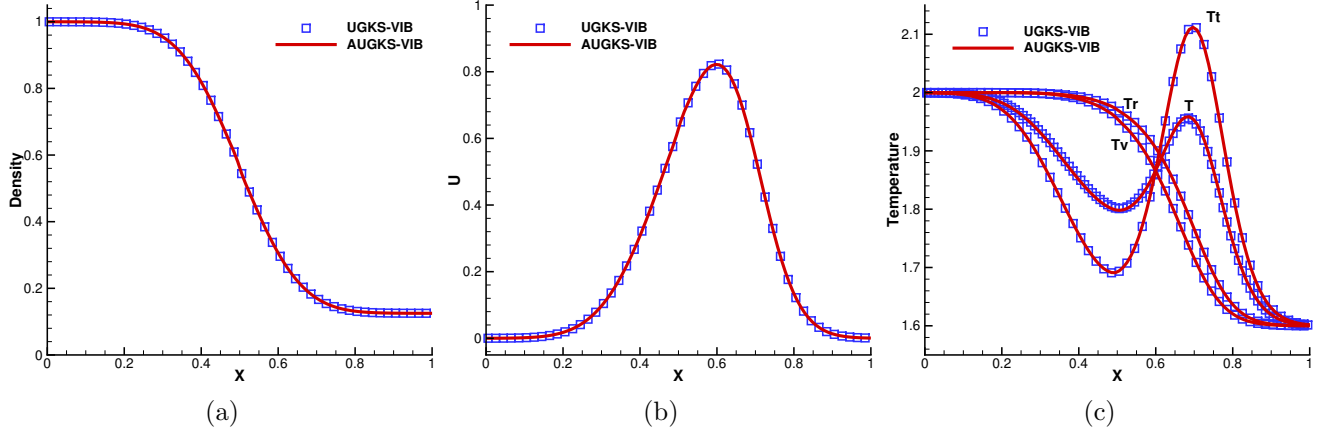 Density
1
0.8
0.6
0.4
0.2
0
0 0.2 0.4 0.6 0.8 1
X
UGKS-VIB
AUGKS-VIB
(a)
U
1
0.8
0.6
0.4
0.2
0
0 0.2 0.4 0.6 0.8 1
X
UGKS-VIB
AUGKS-VIB
(b)
Temperature
2.1
2
1.9
1.8
1.7
1.6
0 0.2 0.4 0.6 0.8 1
X
UGKS-VIB
AUGKS-VIB
Tt
Tr
T
Tv
(c)